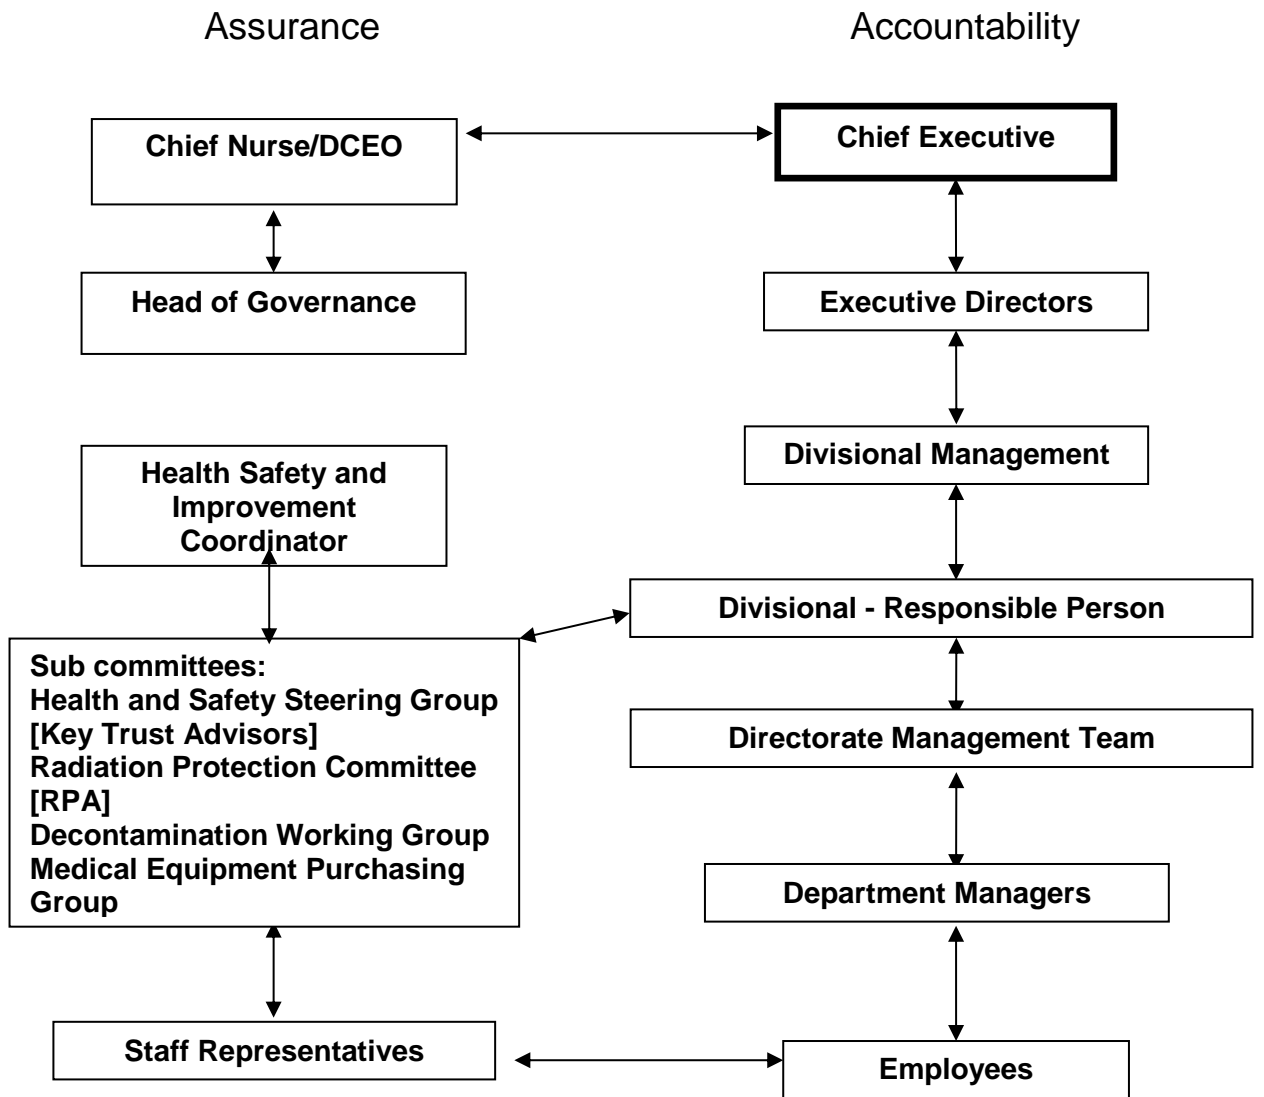 Assurance
Accountability
Chief Nurse/DCEO
Chief Executive
Head of Governance
Executive Directors
Health Safety and
Improvement
Coordinator
Divisional Management
Divisional - Responsible Person
Sub committees:
Health and Safety Steering Group
[Key Trust Advisors]
Radiation Protection Committee
[RPA]
Decontamination Working Group
Medical Equipment Purchasing
Group
Directorate Management Team
Department Managers
Staff Representatives
Employees